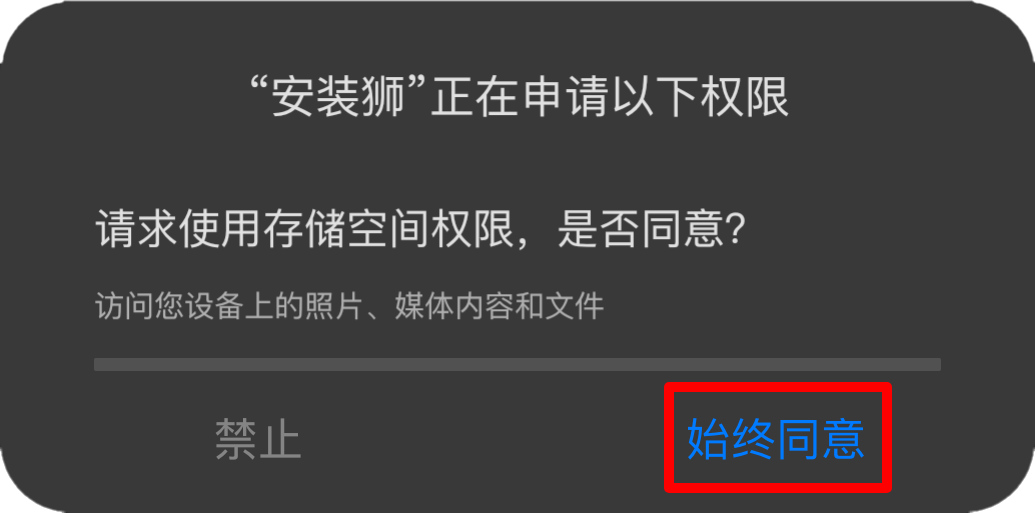 “安装狮”正在申请以下权限
请求使用存储空间权限，是否同意？
访问您设备上的照片、媒体内容和文件
禁止
始终同意